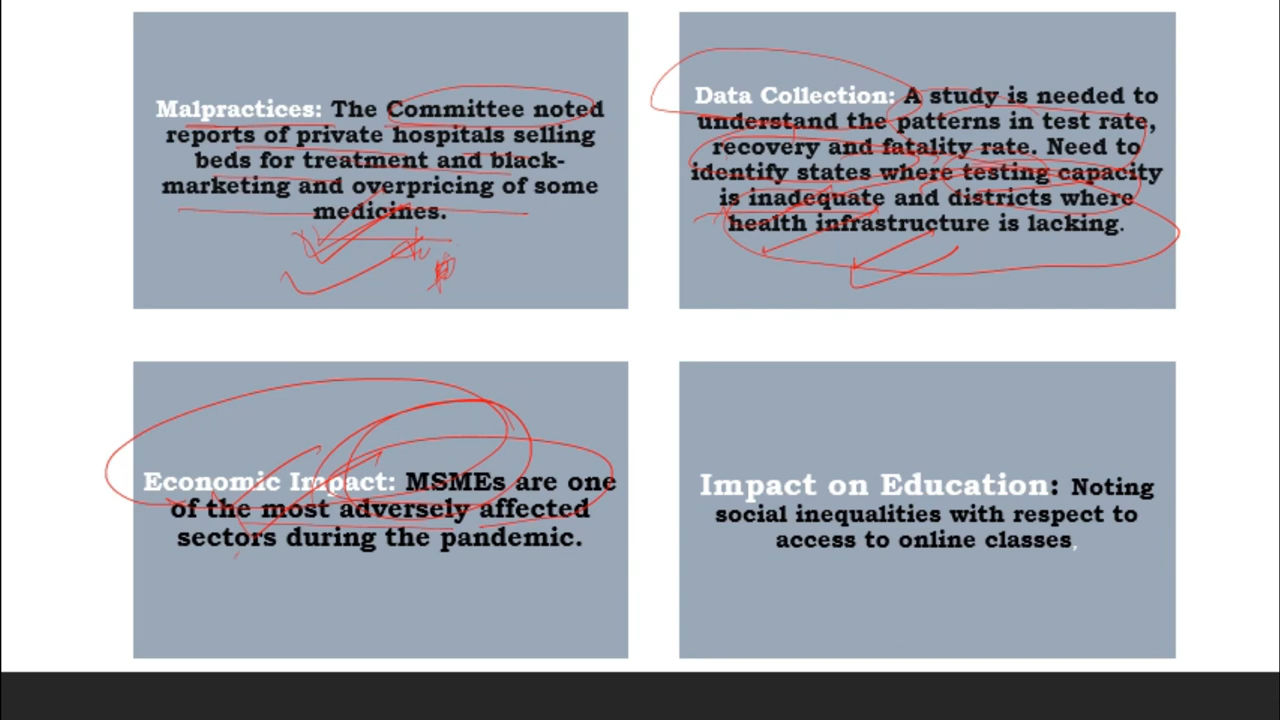 Malpractices: The Committee noted
reports of private hospitals selling
beds for treatment and black-
marketing and overpricing of some
medicines.
Data Collection: A study is needed to
understand the patterns in test rate,
recovery and fatality rate. Need to
identify states where testing capacity
is inadequate and districts where
health infrastructure is lacking.
Economic Impact: MSMEs are one
of the most adversely affected
sectors during the pandemic.
Impact on Education: Noting
social inequalities with respect to
access to online classes.